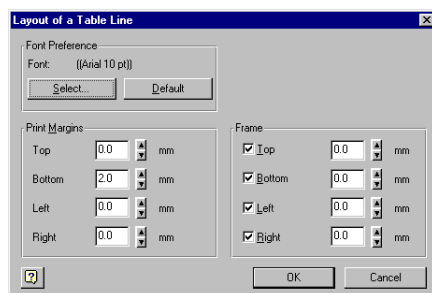 Layout of a Table Line
Font Preference
Font: ((Arial 10 pt))
Select...
Default
Print Margins
Top 0.0 mm
Bottom 2.0 mm
Left 0.0 mm
Right 0.0 mm
Frame
Top 0.0 mm
Bottom 0.0 mm
Left 0.0 mm
Right 0.0 mm
?
OK
Cancel